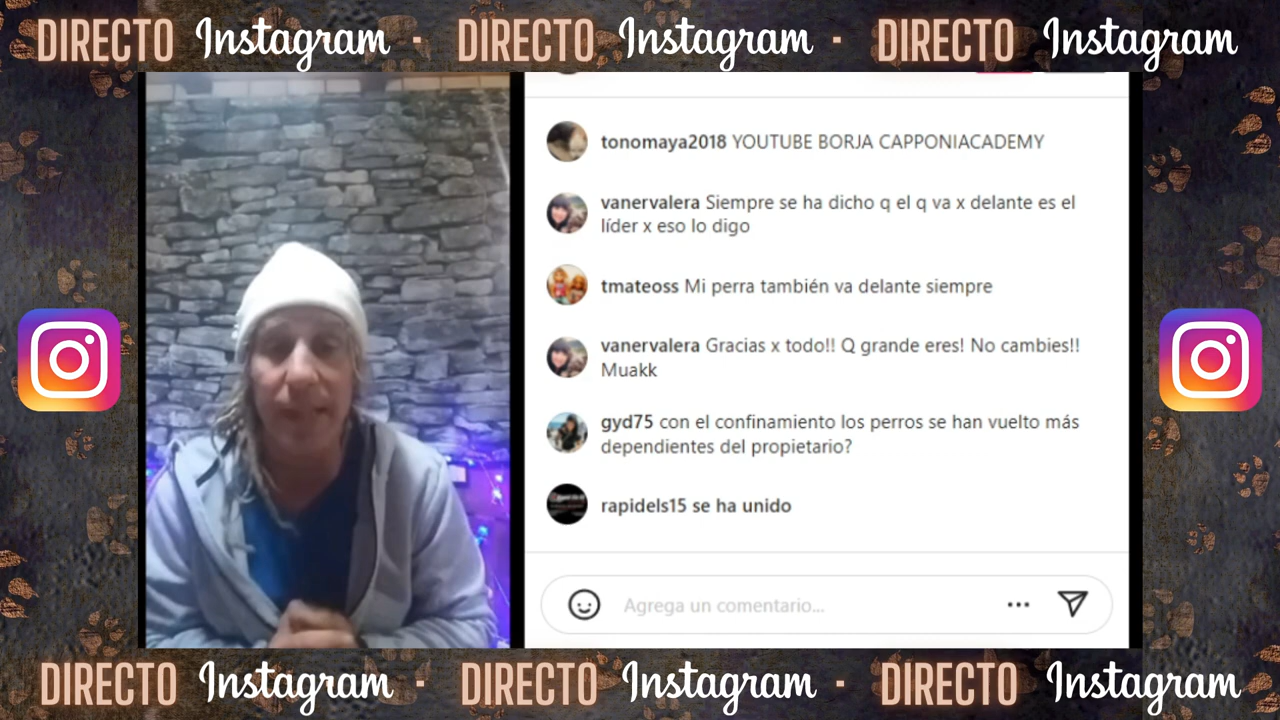 DIRECTO Instagram · DIRECTO Instagram · DIRECTO Instagram
tonomaya2018 YOUTUBE BORJA CAPPONIACADEMY
vanervalera Siempre se ha dicho q el q va x delante es el
líder x eso lo digo
tmateoss Mi perra también va delante siempre
vanervalera Gracias x todo!! Q grande eres! No cambies!!
Muakk
gyd75 con el confinamiento los perros se han vuelto más
dependientes del propietario?
rapidels15 se ha unido
Agrega un comentario...
DIRECTO Instagram · DIRECTO Instagram · DIRECTO Instagram